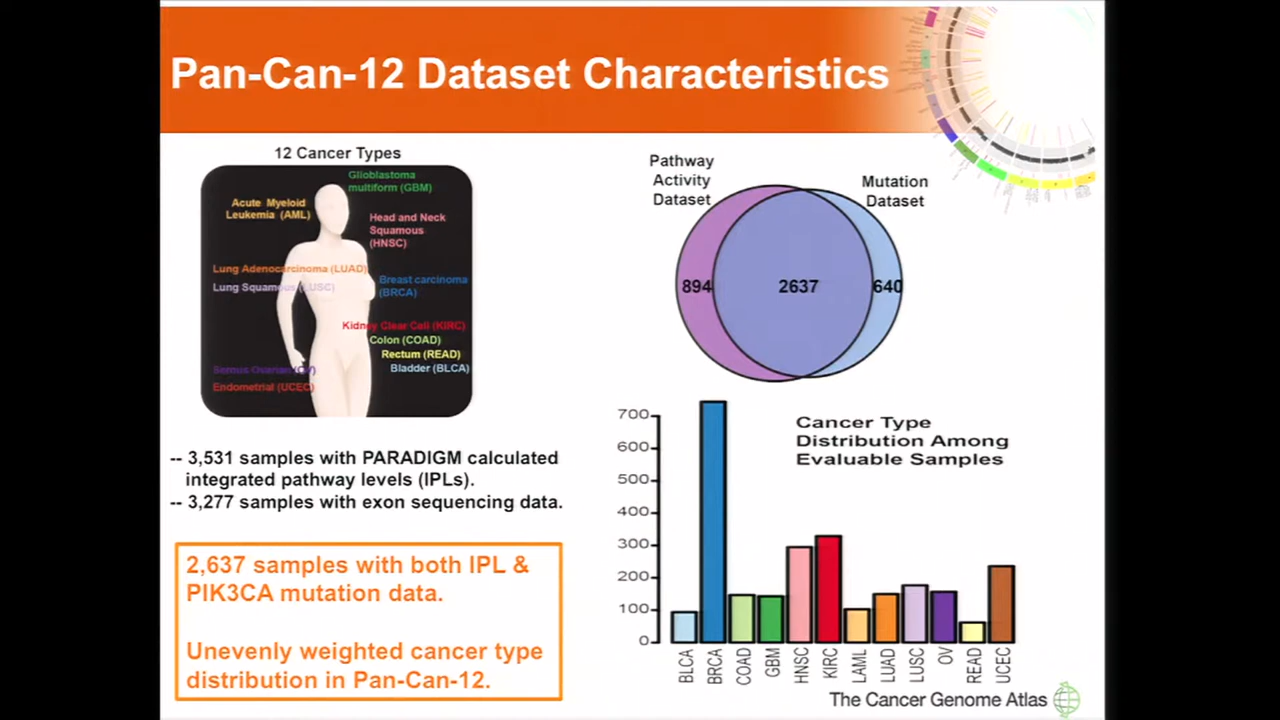 Pan-Can-12 Dataset Characteristics
12 Cancer Types
Glioblastoma
multiform (GBM)
Acute Myeloid
Leukemia (AML)
Head and Neck
Squamous
(HNSC)
Lung Adenocarcinoma (LUAD)
Lung Squamous (LUSC)
Breast carcinoma
(BRCA)
Kidney Clear Cell (KIRC)
Colon (COAD)
Rectum (READ)
Bladder (BLCA)
Serous Ovarian (OV)
Endometrial (UCEC)
-- 3,531 samples with PARADIGM calculated
integrated pathway levels (IPLs).
-- 3,277 samples with exon sequencing data.
2,637 samples with both IPL &
PIK3CA mutation data.
Unevenly weighted cancer type
distribution in Pan-Can-12.
Pathway
Activity
Dataset
Mutation
Dataset
894
2637
640
Cancer Type
Distribution Among
Evaluable Samples
700
600
500
400
300
200
100
0
BLCA
BRCA
COAD
GBM
HNSC
KIRC
LAML
LUAD
LUSC
OV
READ
UCEC
The Cancer Genome Atlas